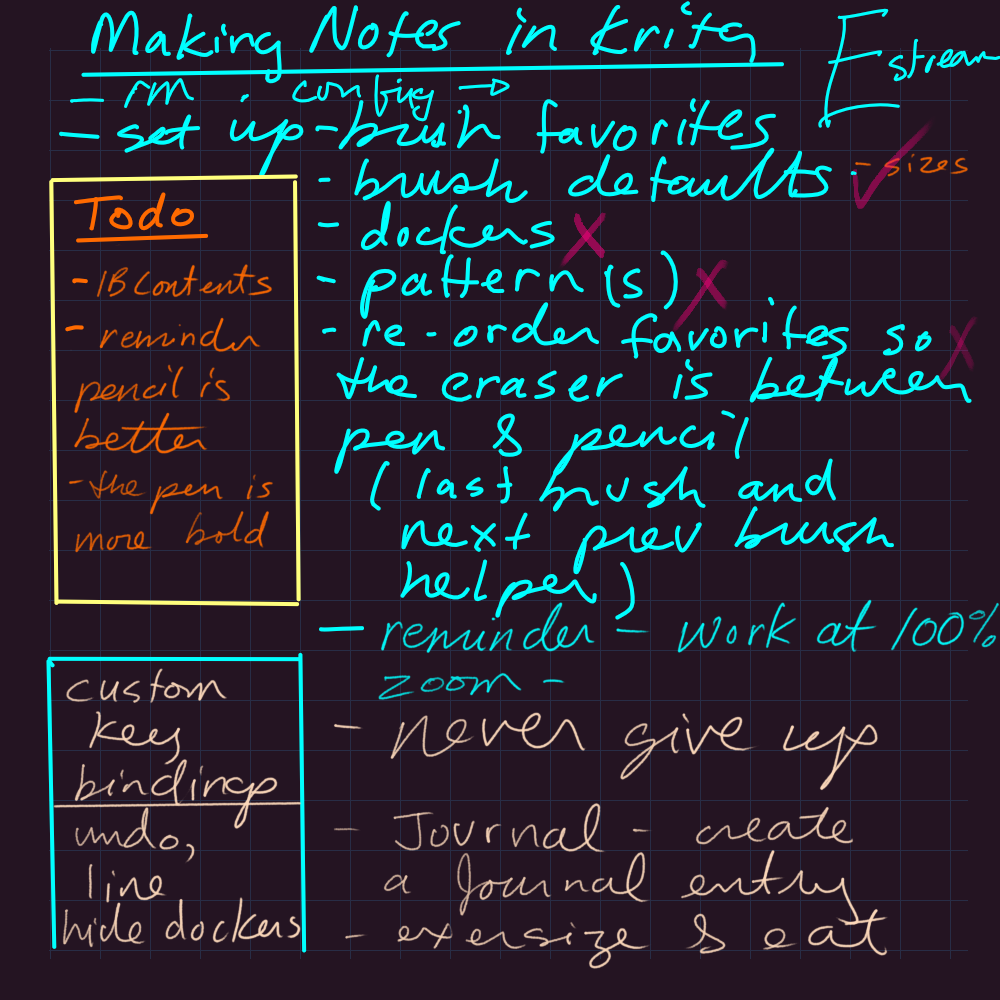 Making Notes in Krita
E stream
- rm config →
- set up - brush favorites
- brush defaults - sizes
- dockers
- pattern(s)
- re-order favorites so
the eraser is between
pen & pencil
(last brush and
next prev brush
helper)
- reminder - work at 100%
zoom -
- never give up
- Journal - create
a Journal entry
- exersize & eat
Todo
- IB Contents
- reminder
pencil is
better
- the pen is
more bold
custom
key
bindings
undo,
line
hide dockers